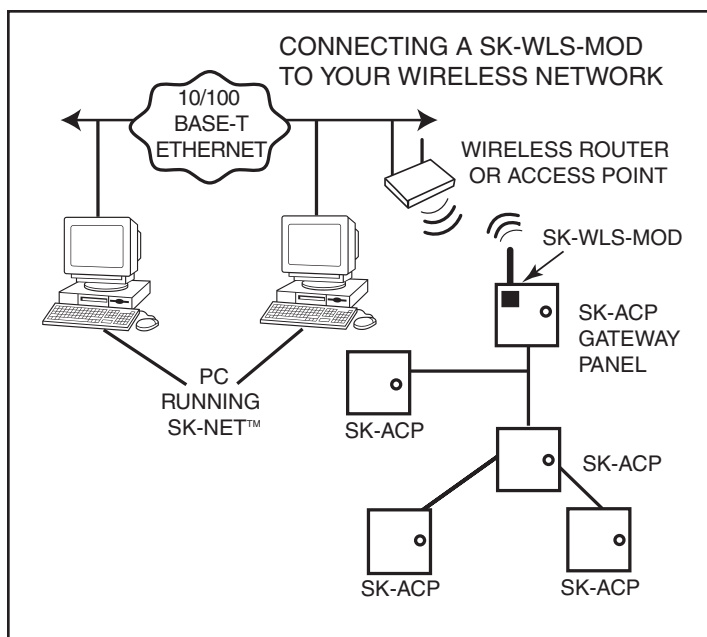 CONNECTING A SK-WLS-MOD
TO YOUR WIRELESS NETWORK
10/100
BASE-T
ETHERNET
WIRELESS ROUTER
OR ACCESS POINT
SK-WLS-MOD
SK-ACP
GATEWAY
PANEL
PC
RUNNING
SK-NET™
SK-ACP
SK-ACP
SK-ACP
SK-ACP